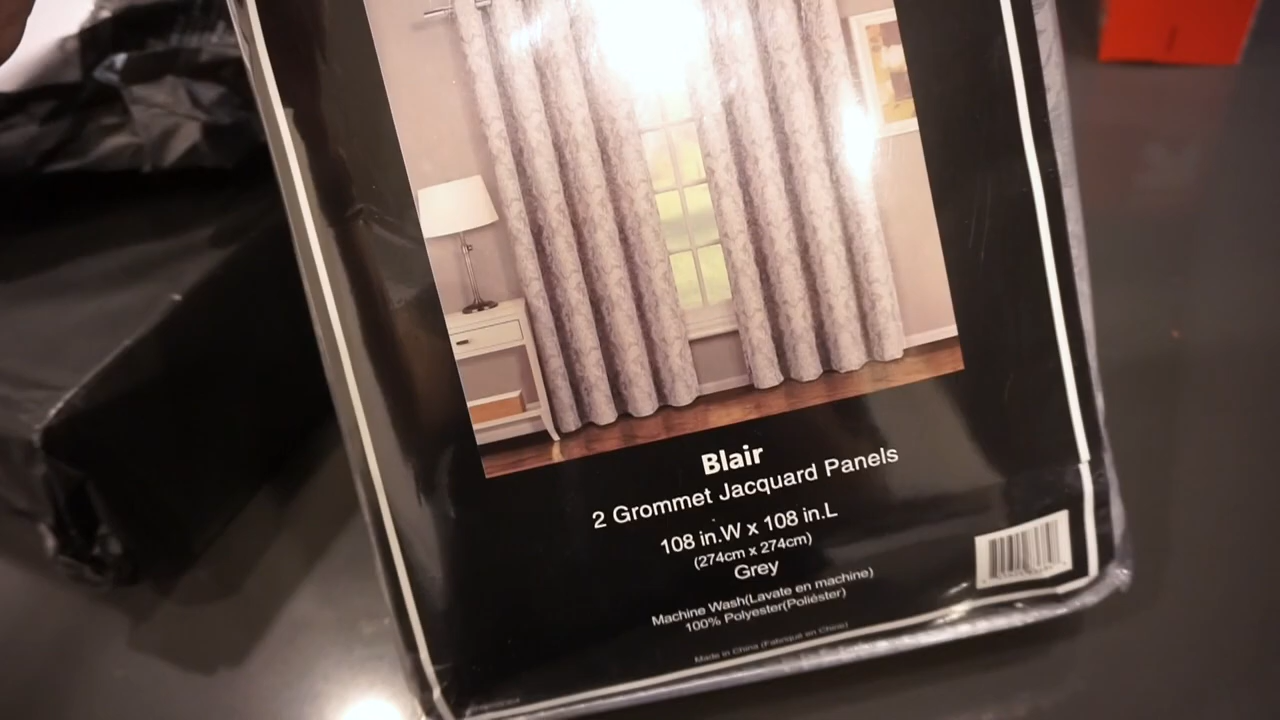 Blair
2 Grommet Jacquard Panels
108 in.W x 108 in.L
(274cm x 274cm)
Grey
Machine Wash(Lavate en machine)
100% Polyester(Poliéster)
Made in China (Fabrique en Chine)